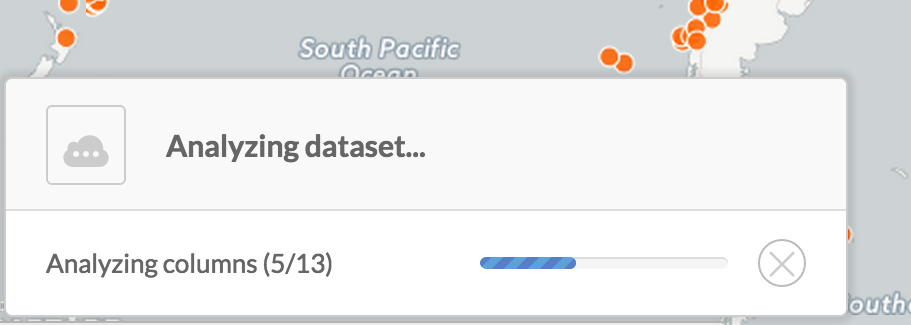 South Pacific
Ocean
Analyzing dataset...
Analyzing columns (5/13)